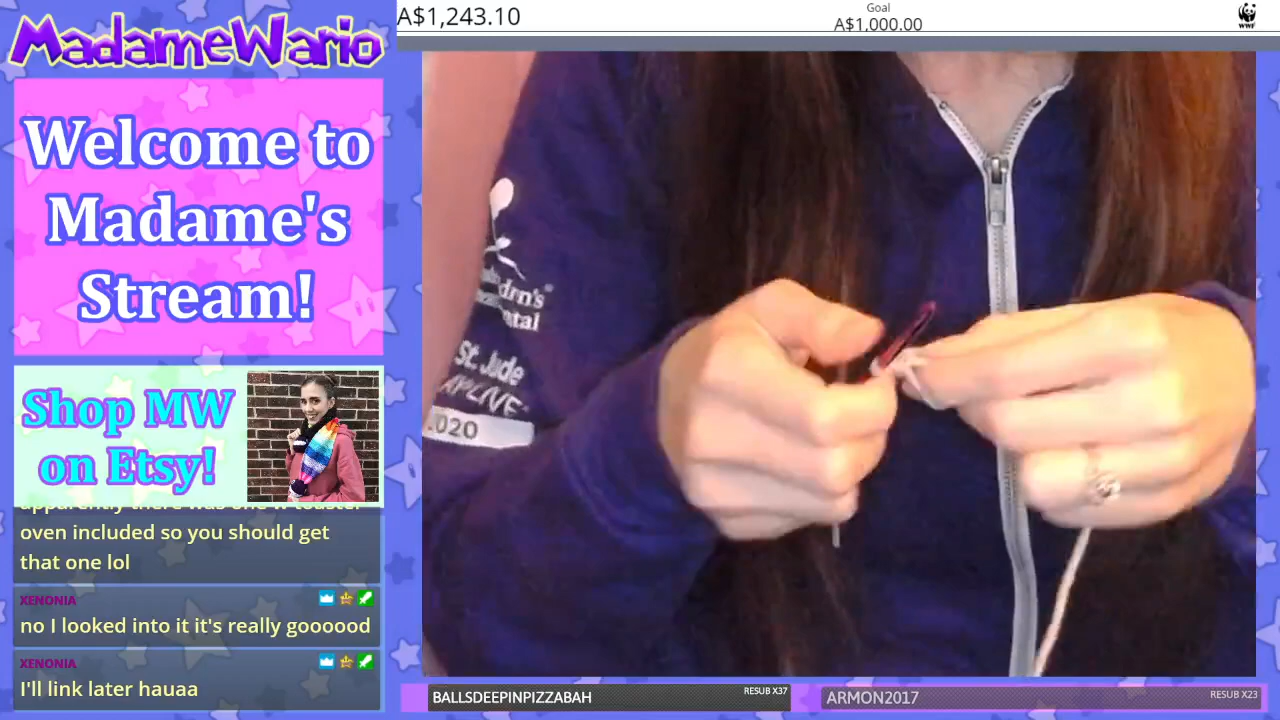 MadameWario
Welcome to
Madame's
Stream!
Shop MW
on Etsy!
oven included so you should get
that one lol
XENONIA
no I looked into it it's really goooood
XENONIA
I'll link later hauaa
A$1,243.10
Goal
A$1,000.00
WWF
St. Jude
PLAYLIVE
2020
BALLSDEEPINPIZZABAH
RESUB X37
ARMON2017
RESUB X23